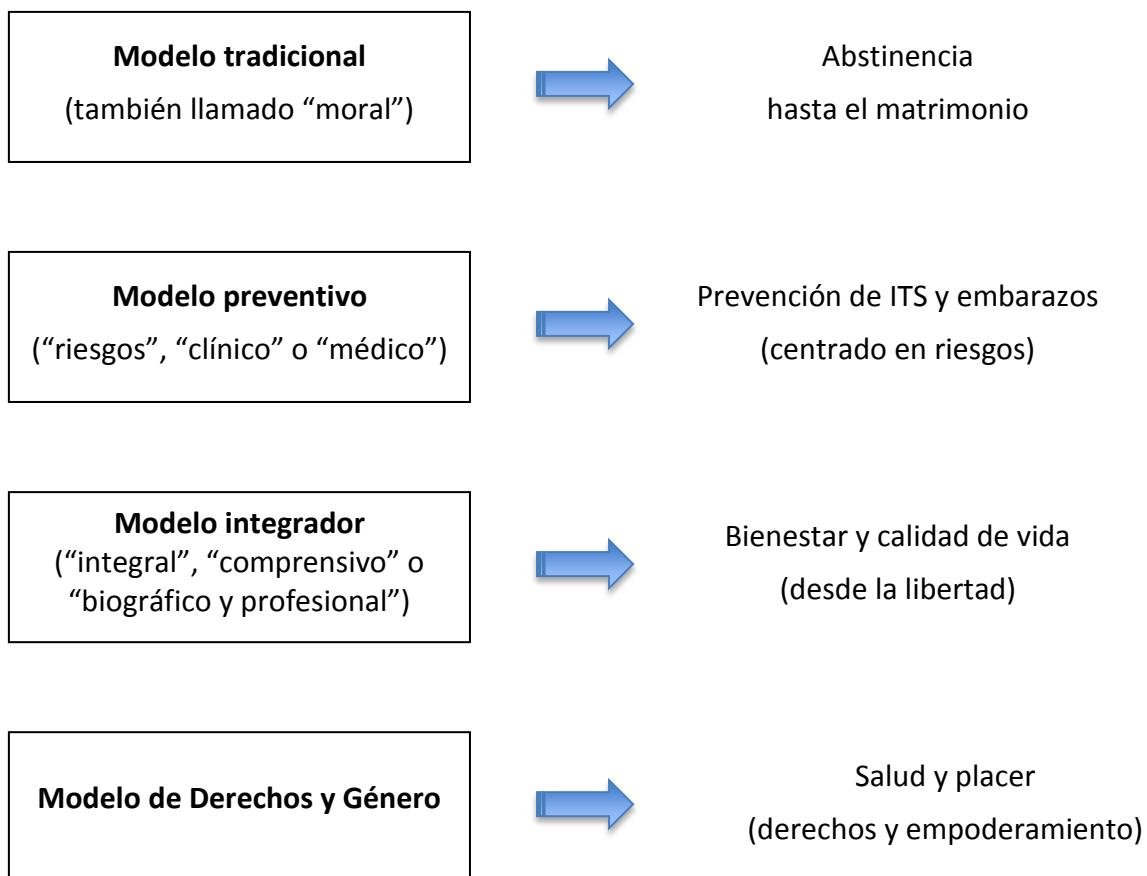 Modelo tradicional
(también llamado “moral”)
Abstinencia
hasta el matrimonio
Modelo preventivo
(“riesgos”, “clínico” o “médico”)
Prevención de ITS y embarazos
(centrado en riesgos)
Modelo integrador
(“integral”, “comprensivo” o
“biográfico y profesional”)
Bienestar y calidad de vida
(desde la libertad)
Modelo de Derechos y Género
Salud y placer
(derechos y empoderamiento)